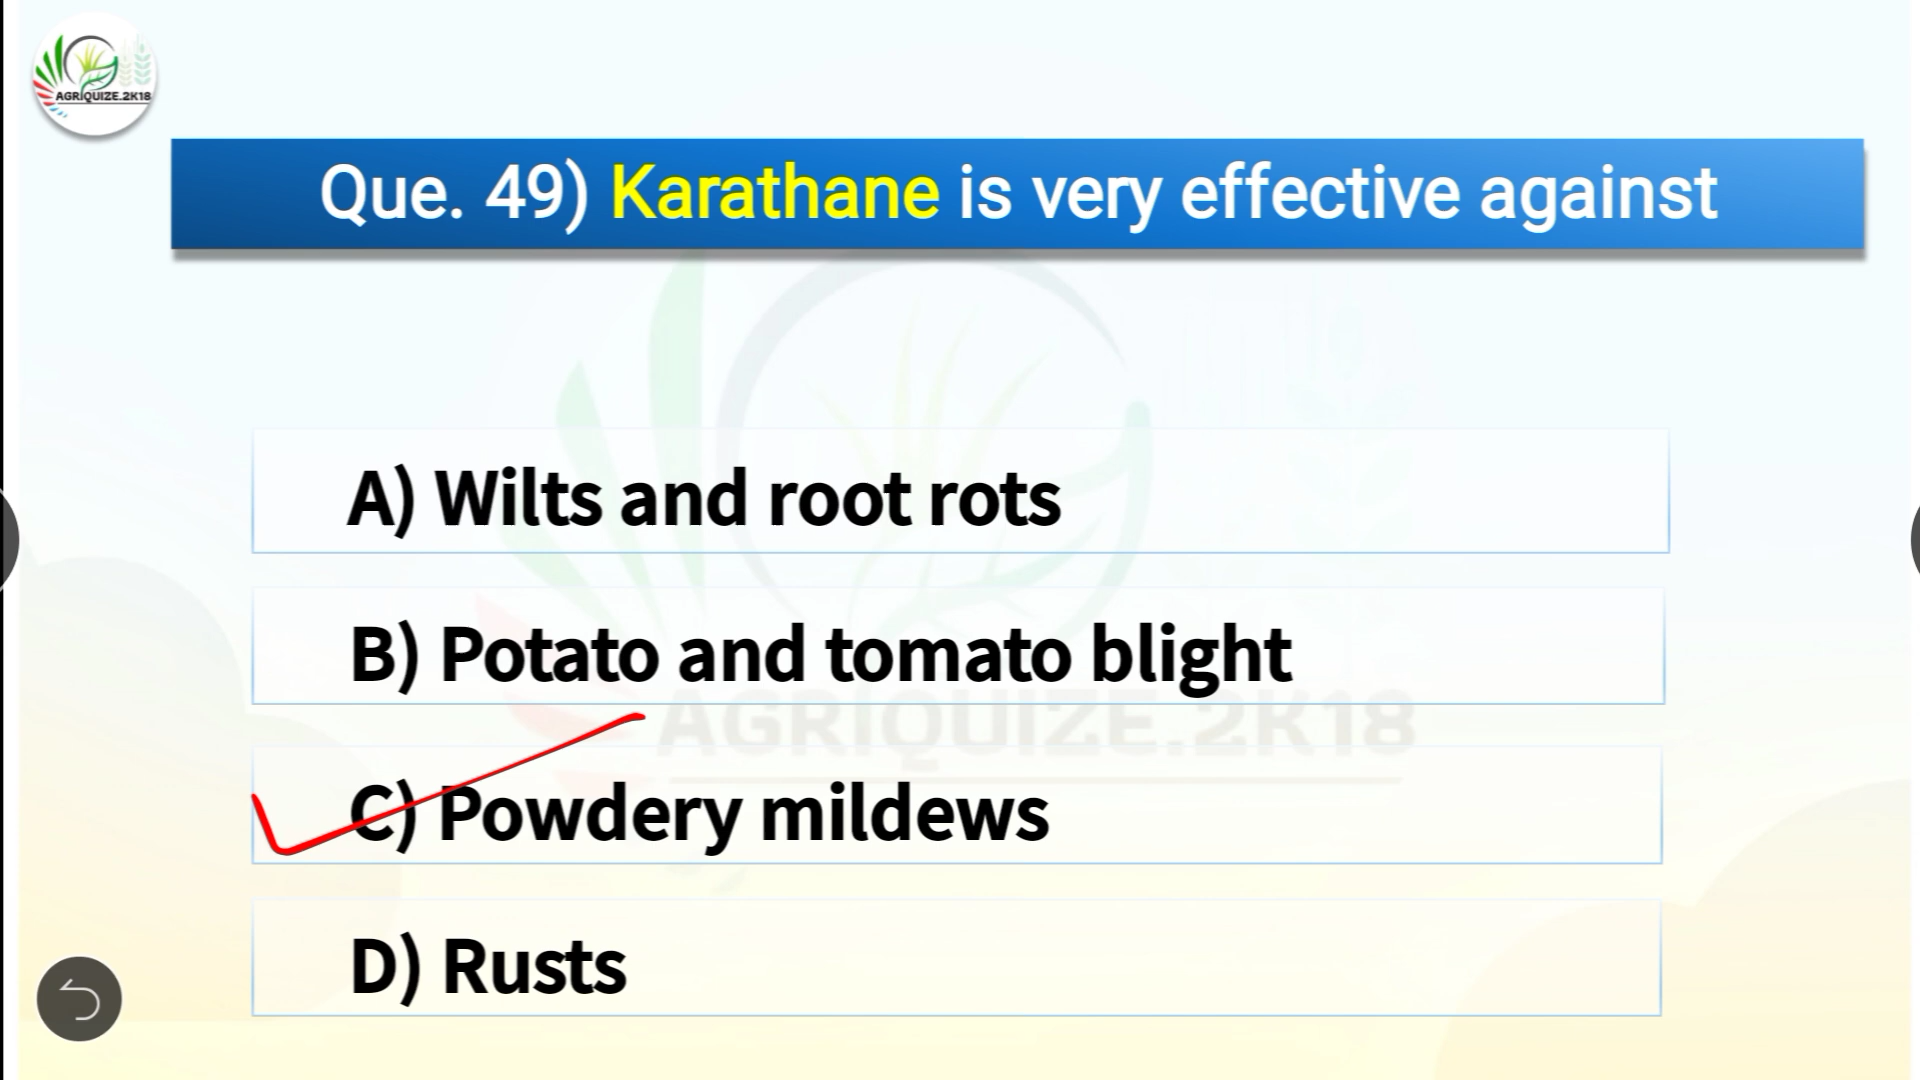 AGRIQUIZE.2K18
Que. 49) Karathane is very effective against
A) Wilts and root rots
B) Potato and tomato blight
AGRIQUIZE.2K18
C) Powdery mildews
D) Rusts